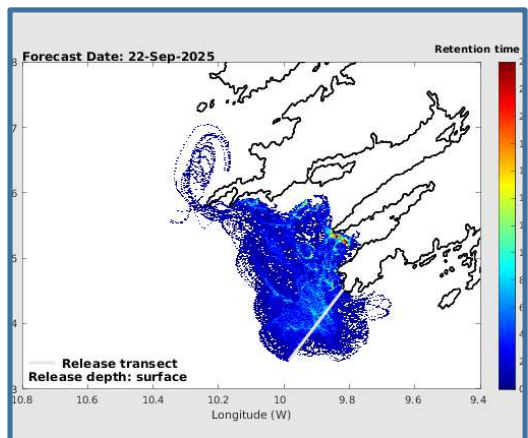 Forecast Date: 22-Sep-2025
Retention time
Release transect
Release depth: surface
10.8 10.6 10.4 10.2 10 9.8 9.6 9.4
Longitude (W)